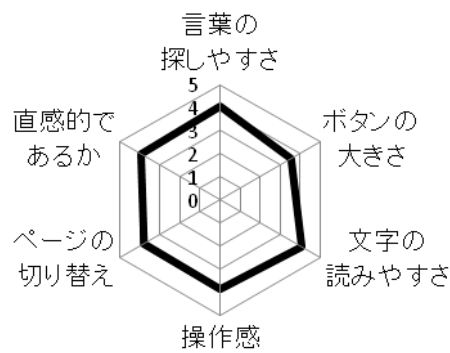 言葉の
探しやすさ
ボタンの
大きさ
文字の
読みやすさ
操作感
ページの
切り替え
直感的で
あるか
5
4
3
2
1
0